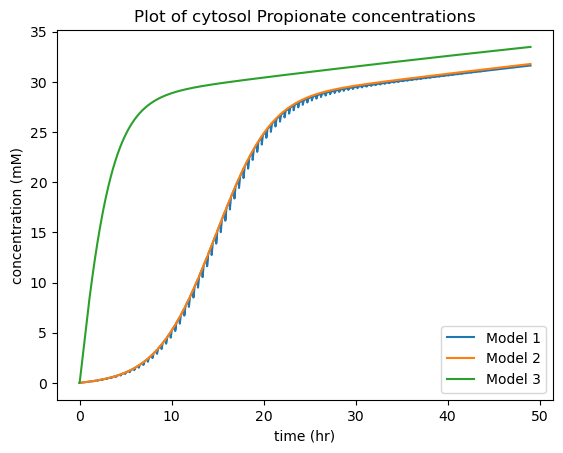 Plot of cytosol Propionate concentrations
35
30
25
20
15
10
5
0
concentration (mM)
0 10 20 30 40 50
time (hr)
Model 1
Model 2
Model 3